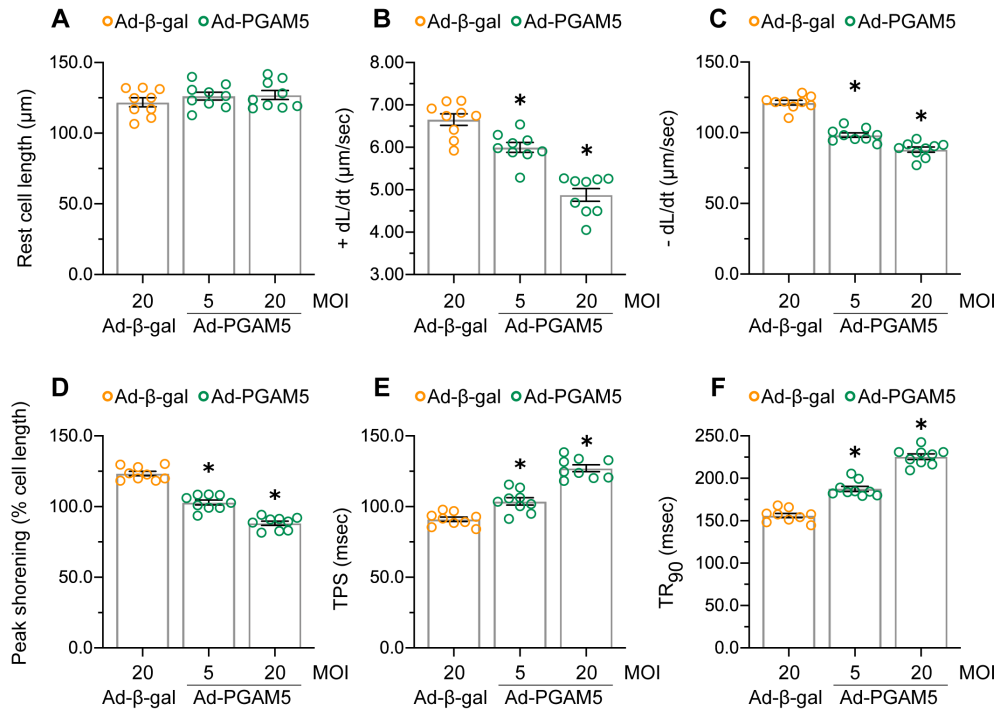 A B C
Ad-β-gal Ad-PGAM5 Ad-β-gal Ad-PGAM5 Ad-β-gal Ad-PGAM5
Rest cell length (μm)
150.0
100.0
50.0
0.0
20 5 20 MOI
Ad-β-gal Ad-PGAM5
+ dL/dt (μm/sec)
8.00
7.00
6.00
5.00
4.00
3.00
* *
20 5 20 MOI
Ad-β-gal Ad-PGAM5
- dL/dt (μm/sec)
150.0
100.0
50.0
0.0
* *
20 5 20 MOI
Ad-β-gal Ad-PGAM5
D E F
Ad-β-gal Ad-PGAM5 Ad-β-gal Ad-PGAM5 Ad-β-gal Ad-PGAM5
Peak shorening (% cell length)
150.0
100.0
50.0
0.0
* *
20 5 20 MOI
Ad-β-gal Ad-PGAM5
TPS (msec)
150.0
100.0
50.0
0.0
* *
20 5 20 MOI
Ad-β-gal Ad-PGAM5
TR90 (msec)
250.0
200.0
150.0
100.0
50.0
0.0
* *
20 5 20 MOI
Ad-β-gal Ad-PGAM5